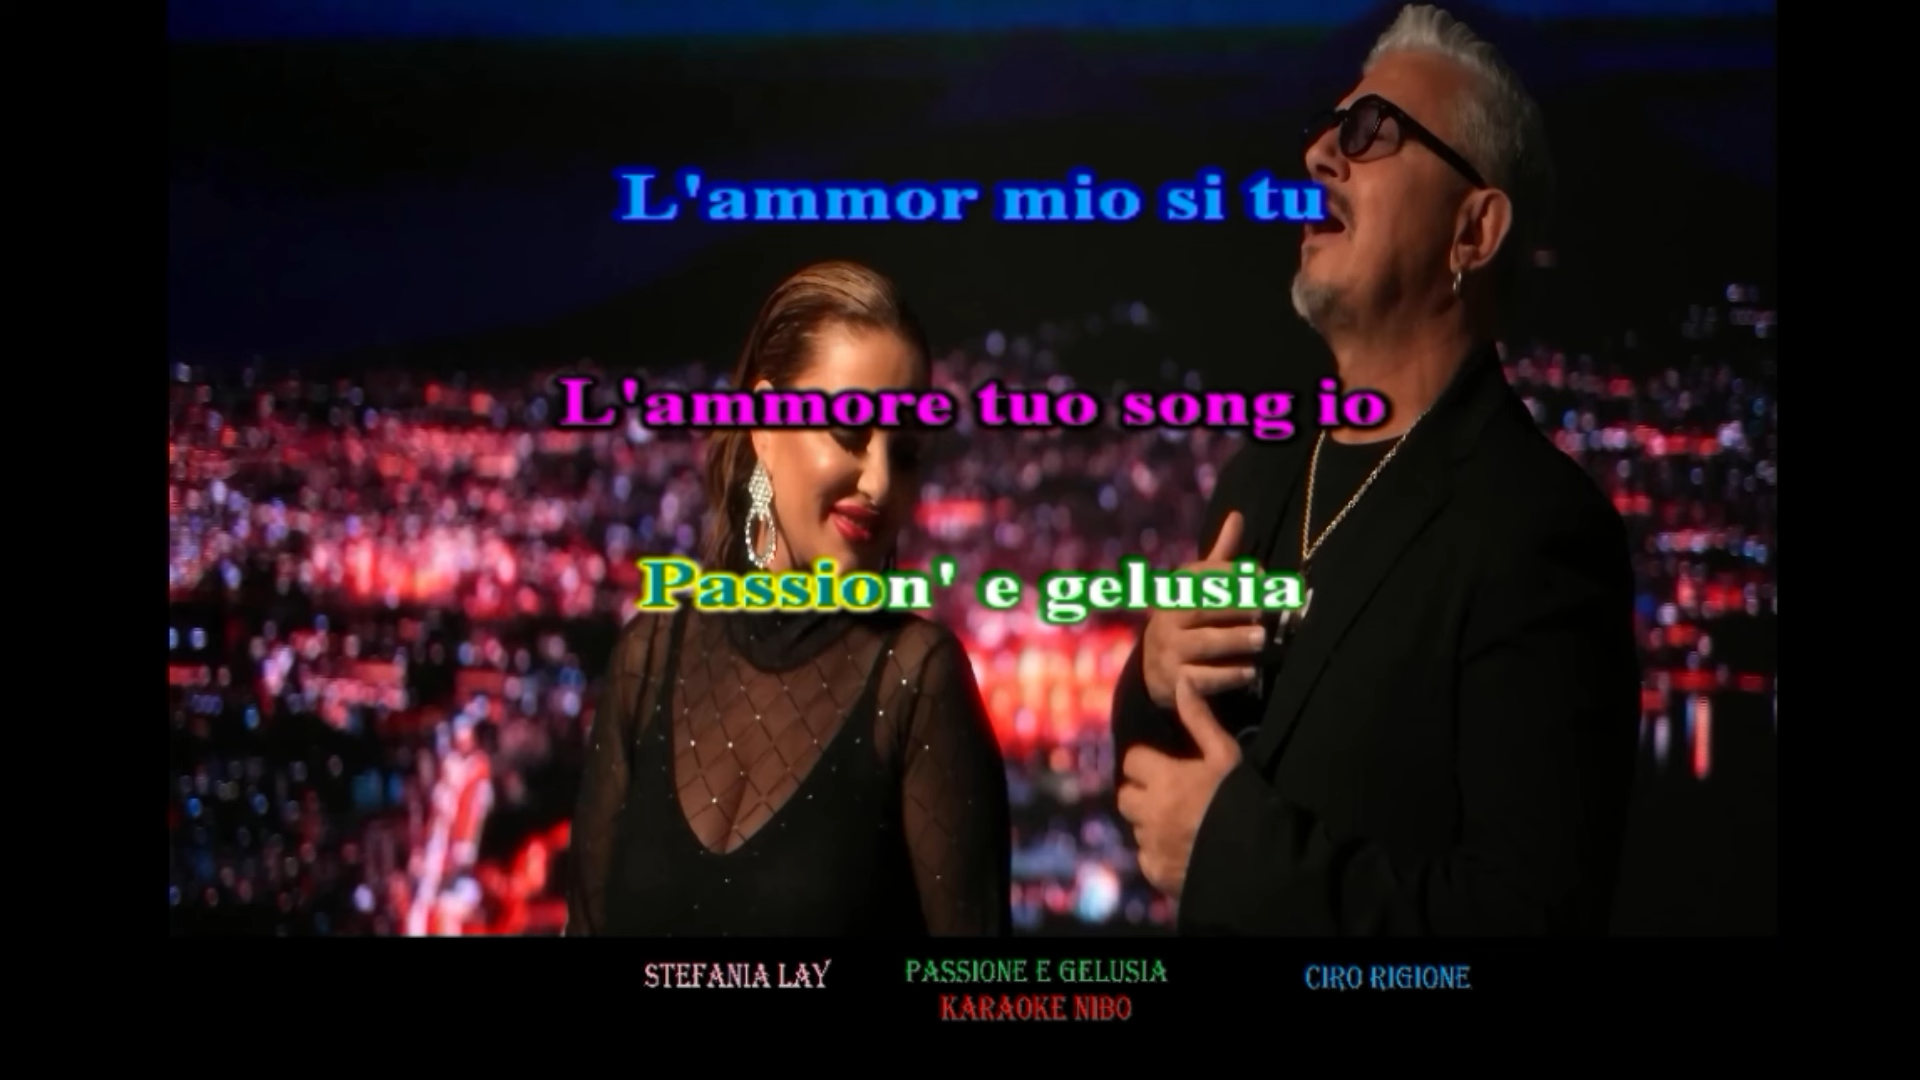 L'ammor mio si tu
L'ammore tuo song io
Passion' e gelusia
STEFANIA LAY
PASSIONE E GELUSIA
CIRO RIGIONE
KARAOKE NIBO